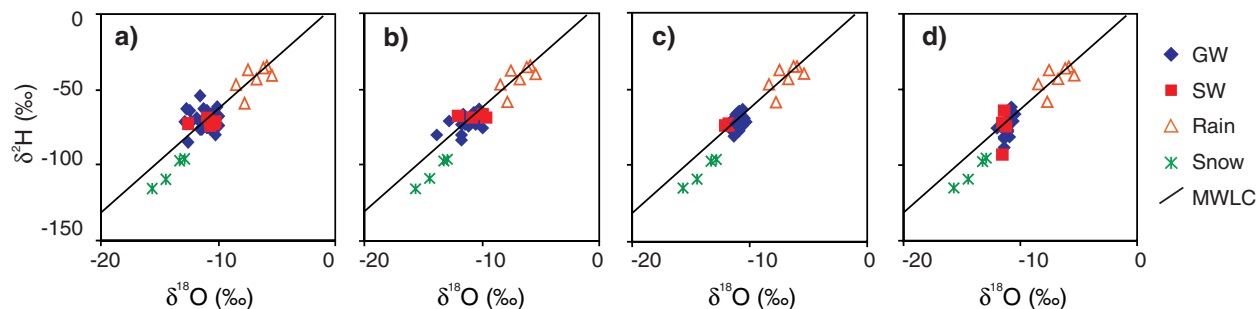 a) b) c) d)
0
-50
-100
-150
δ²H (‰)
-20 -10 0 -20 -10 0 -20 -10 0 -20 -10 0
δ¹⁸O (‰) δ¹⁸O (‰) δ¹⁸O (‰) δ¹⁸O (‰)
GW
SW
Rain
Snow
MWLC